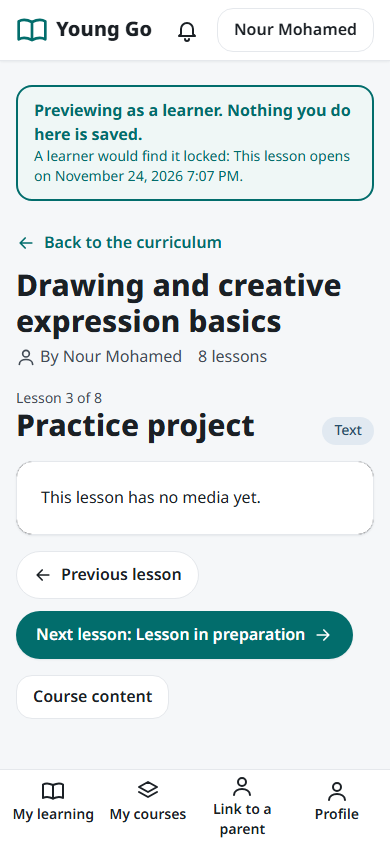 Young Go
Nour Mohamed
Previewing as a learner. Nothing you do
here is saved.
A learner would find it locked: This lesson opens
on November 24, 2026 7:07 PM.
Back to the curriculum
Drawing and creative
expression basics
By Nour Mohamed 8 lessons
Lesson 3 of 8
Practice project
Text
This lesson has no media yet.
Previous lesson
Next lesson: Lesson in preparation
Course content
My learning
My courses
Link to a
parent
Profile